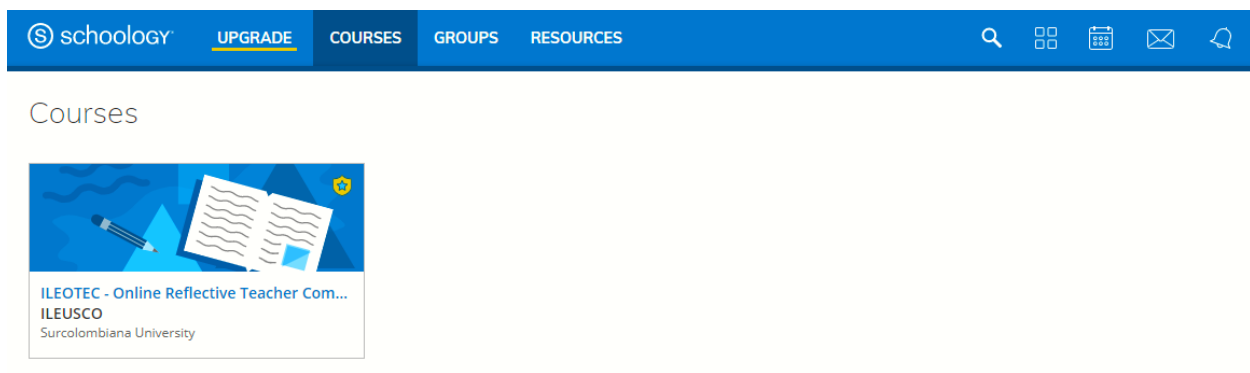 schoology UPGRADE COURSES GROUPS RESOURCES
Courses
ILEOTEC - Online Reflective Teacher Com...
ILEUSCO
Surcolombiana University